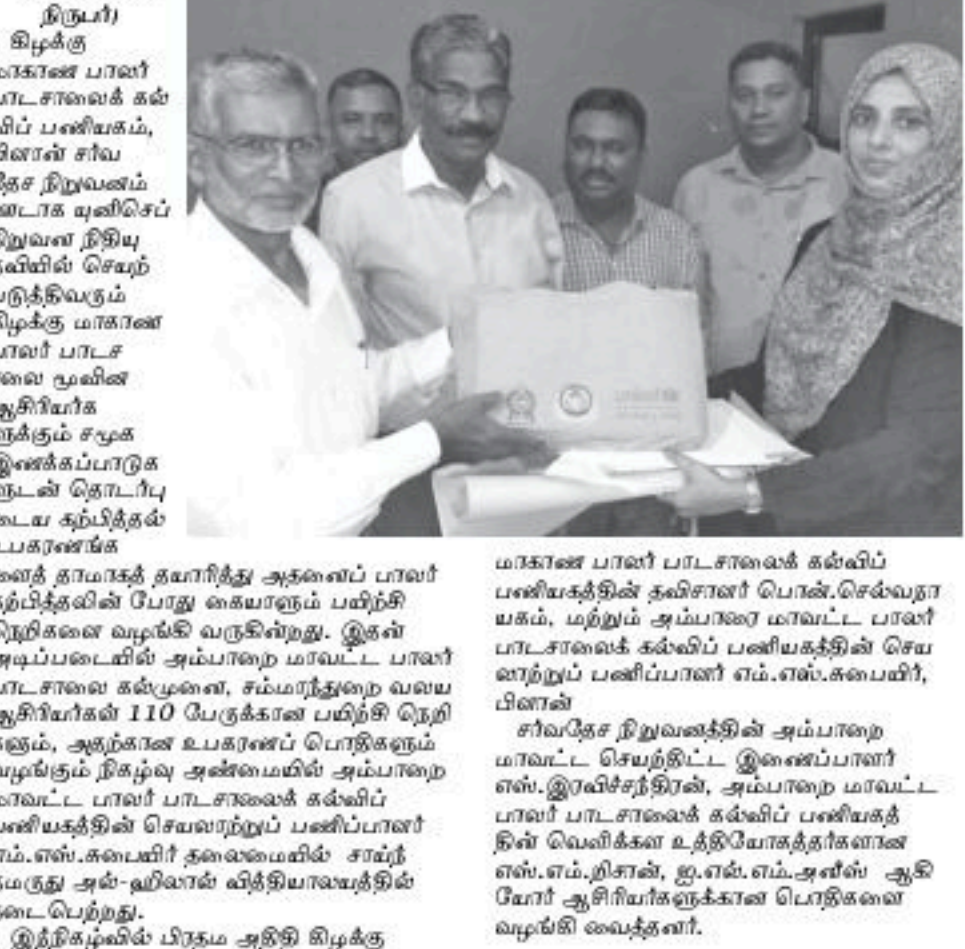 நிருபர்)
கிழக்கு
மாகாண பாலர்
பாடசாலைக் கல்
விப் பணியகம்,
பிளான் சர்வ
தேச நிறுவனம்
ஊடாக யுனிசெப்
நிறுவன நிதியு
தவியில் செயற்
படுத்திவரும்
கிழக்கு மாகாண
பாலர் பாடச
ாலை மூவின
ஆசிரியர்க
ளுக்கும் சமூக
இணக்கப்பாடுக
ளுடன் தொடர்பு
டைய கற்பித்தல்
உபகரணங்க
ளைத் தாமாகத் தயாரித்து அதனைப் பாலர்
கற்பித்தலின் போது கையாளும் பயிற்சி
நெறிகளை வழங்கி வருகின்றது. இதன்
அடிப்படையில் அம்பாறை மாவட்ட பாலர்
பாடசாலை கல்முனை, சம்மாந்துறை வலய
ஆசிரியர்கள் 110 பேருக்கான பயிற்சி நெறி
களும், அதற்கான உபகரணப் பொதிகளும்
வழங்கும் நிகழ்வு அண்மையில் அம்பாறை
மாவட்ட பாலர் பாடசாலைக் கல்விப்
பணியகத்தின் செயலாற்றுப் பணிப்பாளர்
எம்.எஸ்.சுபையிர் தலைமையில் சாய்ந்
தமருது அல்-ஹிலால் வித்தியாலயத்தில்
நடைபெற்றது.
இந்நிகழ்வில் பிரதம அதிதி கிழக்கு
மாகாண பாலர் பாடசாலைக் கல்விப்
பணியகத்தின் தவிசாளர் பொன்.செல்வநா
யகம், மற்றும் அம்பாரை மாவட்ட பாலர்
பாடசாலைக் கல்விப் பணியகத்தின் செய
லாற்றுப் பணிப்பாளர் எம்.எஸ்.சுபையிர்,
பிளான்
சர்வதேச நிறுவனத்தின் அம்பாறை
மாவட்ட செயற்திட்ட இணைப்பாளர்
எஸ்.இரவிச்சந்திரன், அம்பாறை மாவட்ட
பாலர் பாடசாலைக் கல்விப் பணியகத்
தின் வெளிக்கள உத்தியோகத்தர்களான
எஸ்.எம்.றிசான், ஐ.எல்.எம்.அனீஸ் ஆகி
யோர் ஆசிரியர்களுக்கான பொதிகளை
வழங்கி வைத்தனர்.